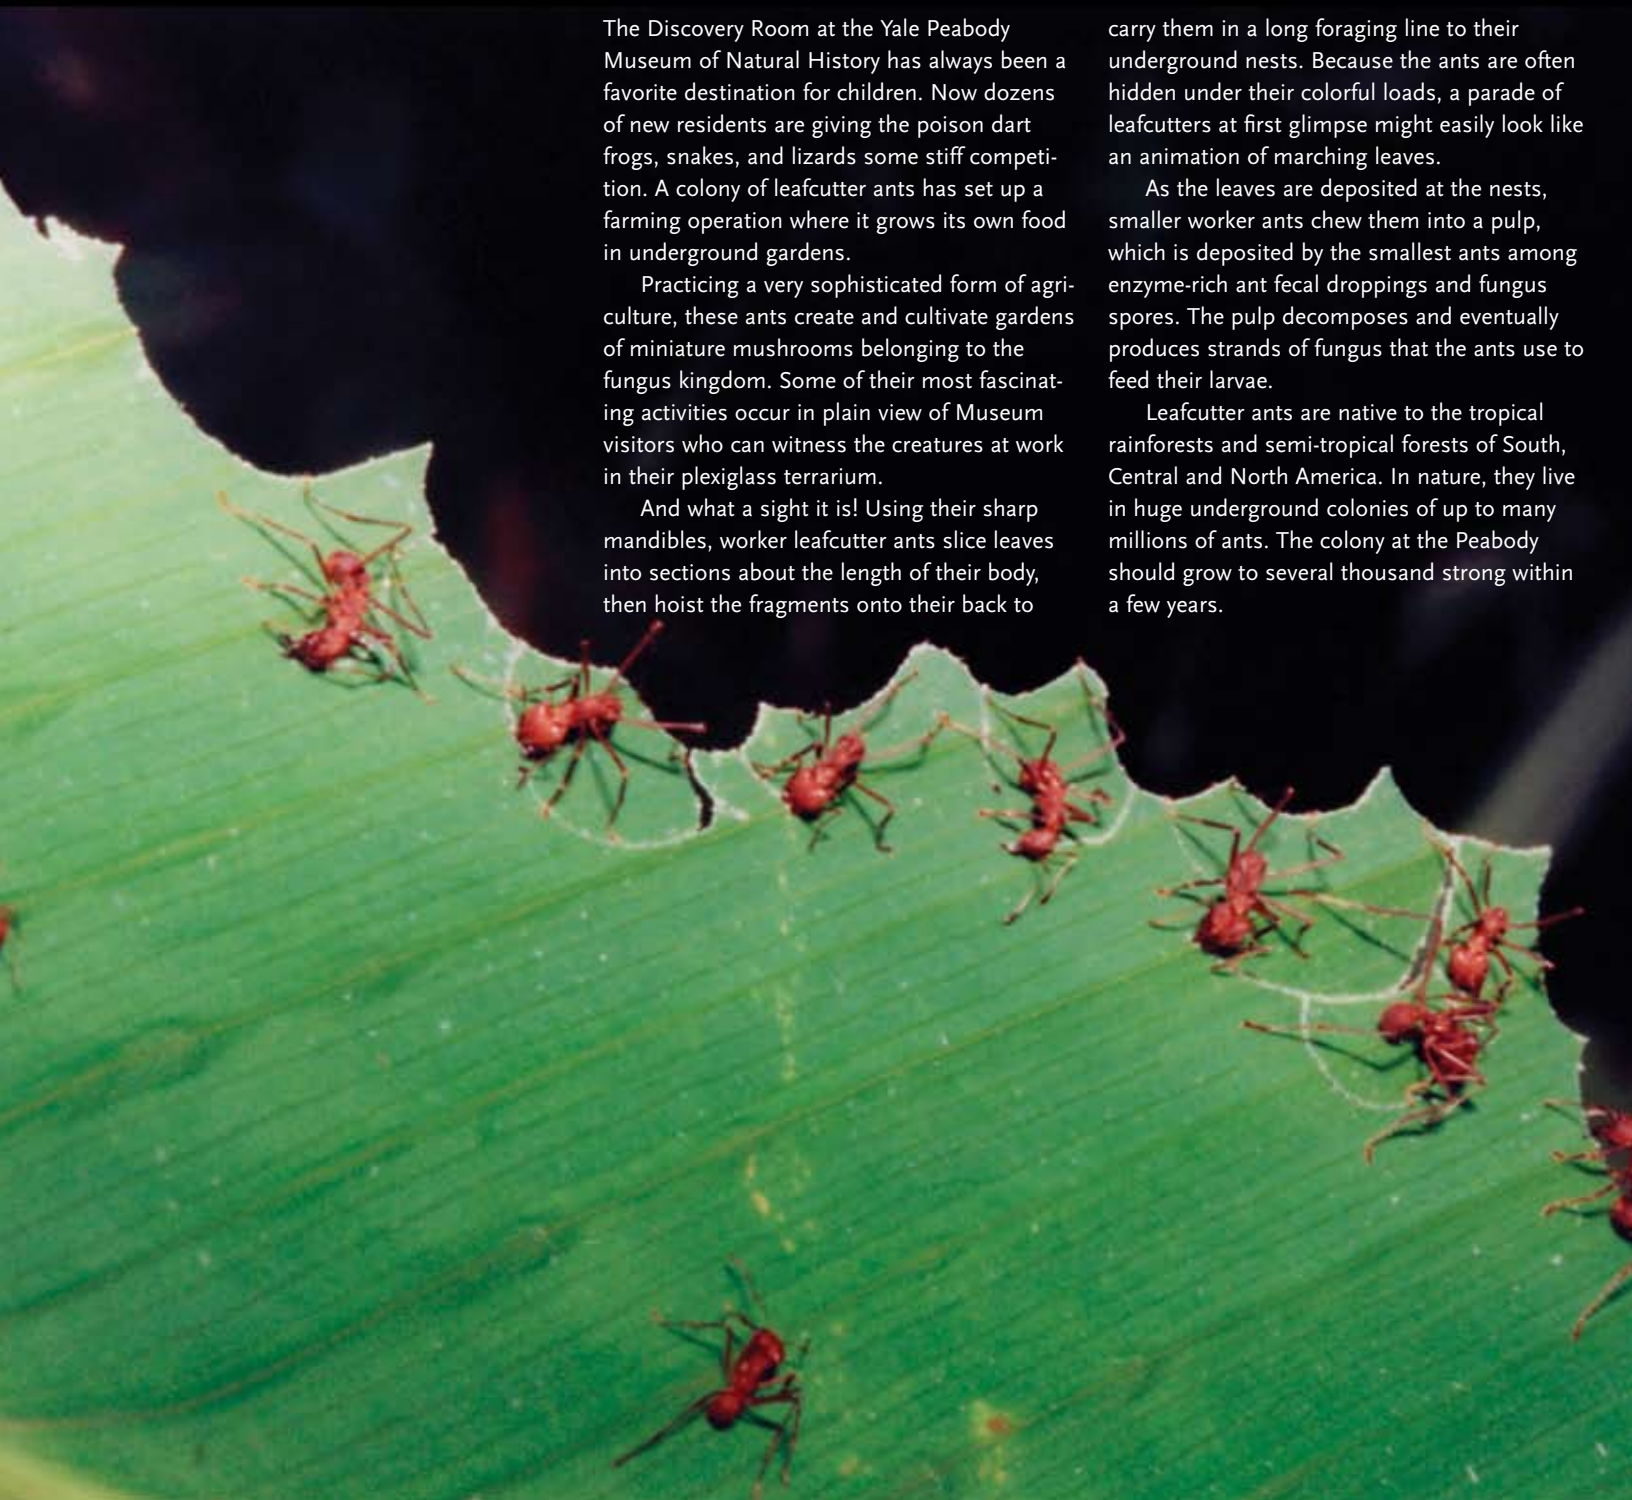 The Discovery Room at the Yale Peabody
Museum of Natural History has always been a
favorite destination for children. Now dozens
of new residents are giving the poison dart
frogs, snakes, and lizards some stiff competi-
tion. A colony of leafcutter ants has set up a
farming operation where it grows its own food
in underground gardens.
Practicing a very sophisticated form of agri-
culture, these ants create and cultivate gardens
of miniature mushrooms belonging to the
fungus kingdom. Some of their most fascinat-
ing activities occur in plain view of Museum
visitors who can witness the creatures at work
in their plexiglass terrarium.
And what a sight it is! Using their sharp
mandibles, worker leafcutter ants slice leaves
into sections about the length of their body,
then hoist the fragments onto their back to
carry them in a long foraging line to their
underground nests. Because the ants are often
hidden under their colorful loads, a parade of
leafcutters at first glimpse might easily look like
an animation of marching leaves.
As the leaves are deposited at the nests,
smaller worker ants chew them into a pulp,
which is deposited by the smallest ants among
enzyme-rich ant fecal droppings and fungus
spores. The pulp decomposes and eventually
produces strands of fungus that the ants use to
feed their larvae.
Leafcutter ants are native to the tropical
rainforests and semi-tropical forests of South,
Central and North America. In nature, they live
in huge underground colonies of up to many
millions of ants. The colony at the Peabody
should grow to several thousand strong within
a few years.